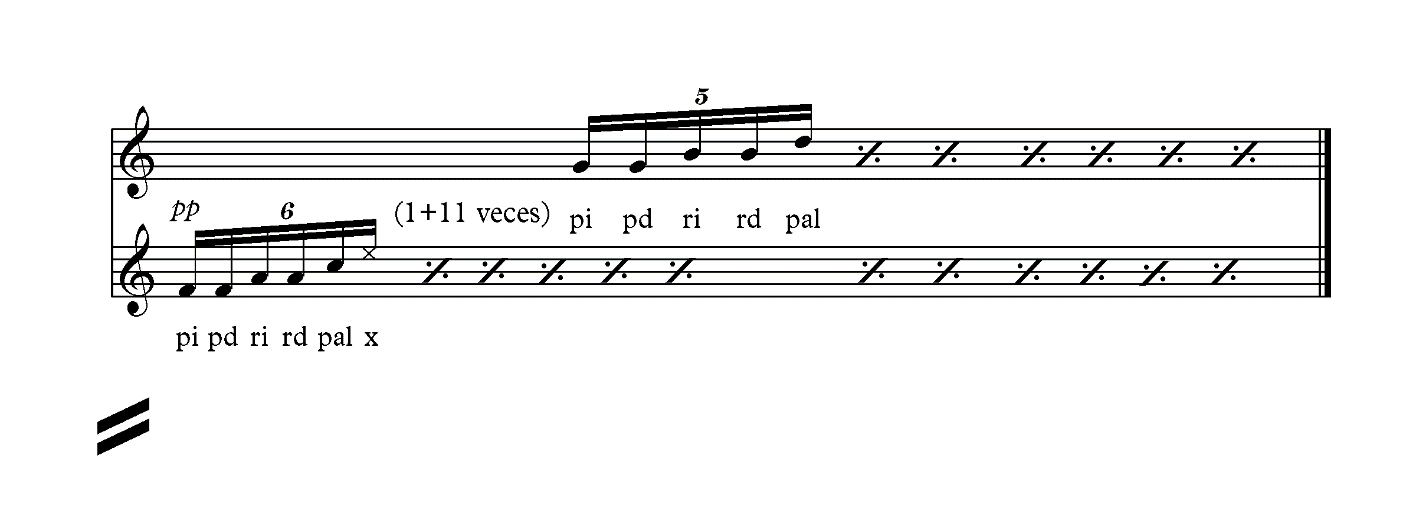 5
pp 6 (1+11 veces) pi pd ri rd pal
pi pd ri rd pal x